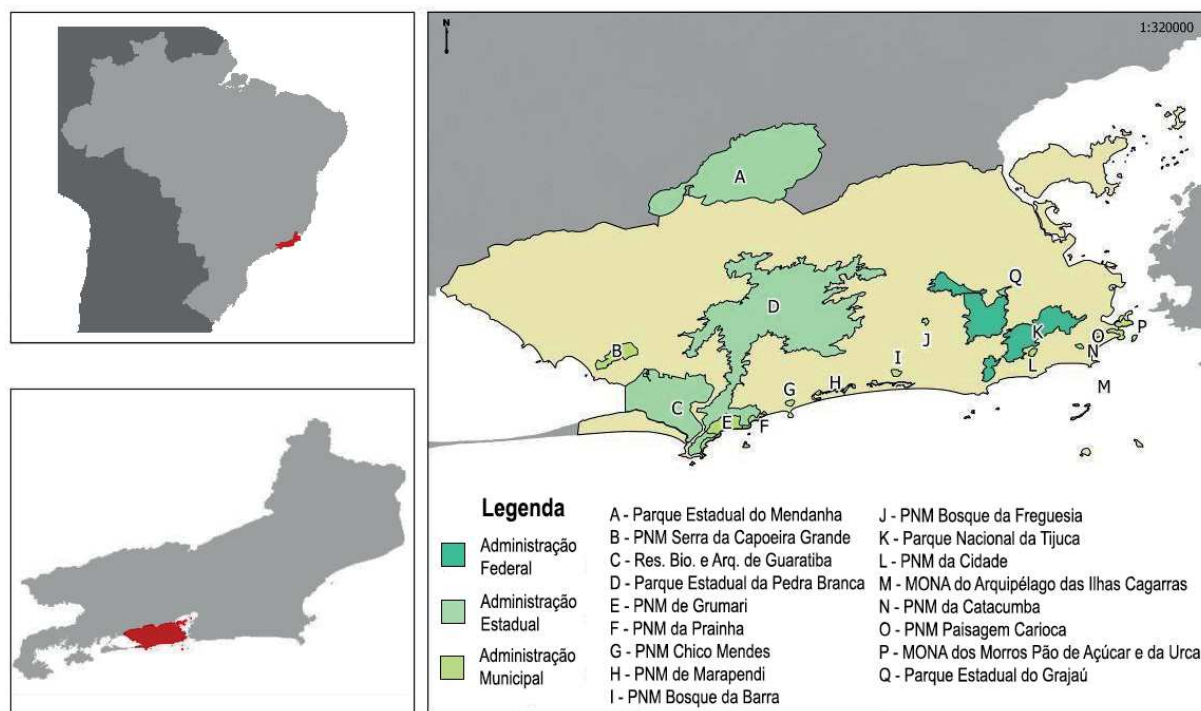 N
1:320000
A
Q
D
K
P
O
J
B
I
N
L
H
G
M
C
E
F
Legenda
Administração
Federal
Administração
Estadual
Administração
Municipal
A - Parque Estadual do Mendanha
B - PNM Serra da Capoeira Grande
C - Res. Bio. e Arq. de Guaratiba
D - Parque Estadual da Pedra Branca
E - PNM de Grumari
F - PNM da Prainha
G - PNM Chico Mendes
H - PNM de Marapendi
I - PNM Bosque da Barra
J - PNM Bosque da Freguesia
K - Parque Nacional da Tijuca
L - PNM da Cidade
M - MONA do Arquipélago das Ilhas Cagarras
N - PNM da Catacumba
O - PNM Paisagem Carioca
P - MONA dos Morros Pão de Açúcar e da Urca
Q - Parque Estadual do Grajaú